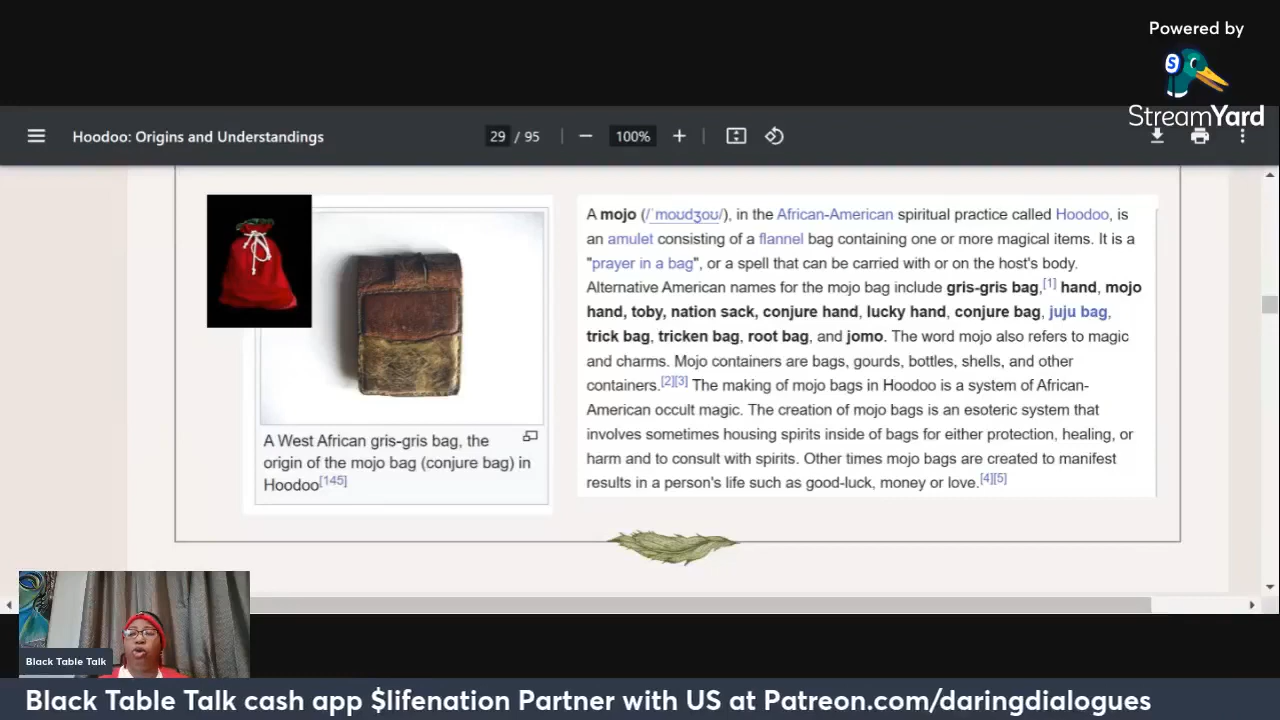 Powered by
StreamYard
Hoodoo: Origins and Understandings
29 / 95
100%
A mojo (/ˈmoʊdʒoʊ/), in the African-American spiritual practice called Hoodoo, is
an amulet consisting of a flannel bag containing one or more magical items. It is a
"prayer in a bag", or a spell that can be carried with or on the host's body.
Alternative American names for the mojo bag include gris-gris bag,[1] hand, mojo
hand, toby, nation sack, conjure hand, lucky hand, conjure bag, juju bag,
trick bag, tricken bag, root bag, and jomo. The word mojo also refers to magic
and charms. Mojo containers are bags, gourds, bottles, shells, and other
containers.[2][3] The making of mojo bags in Hoodoo is a system of African-
American occult magic. The creation of mojo bags is an esoteric system that
involves sometimes housing spirits inside of bags for either protection, healing, or
harm and to consult with spirits. Other times mojo bags are created to manifest
results in a person's life such as good-luck, money or love.[4][5]
A West African gris-gris bag, the
origin of the mojo bag (conjure bag) in
Hoodoo[145]
Black Table Talk
Black Table Talk cash app $lifenation Partner with US at Patreon.com/daringdialogues